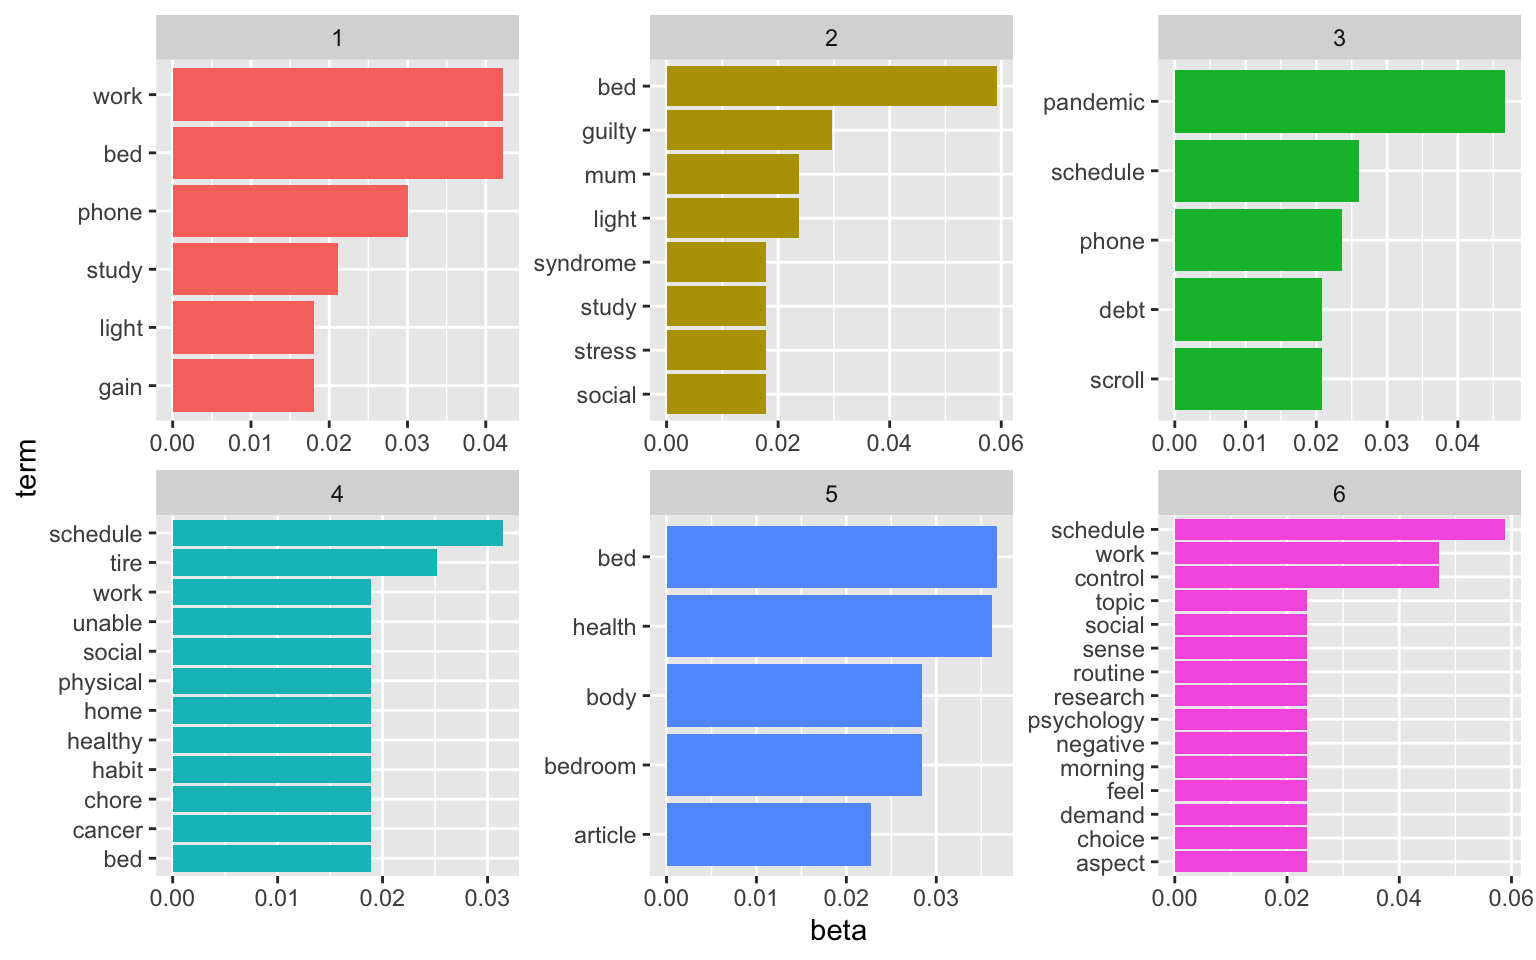 1
work
bed
phone
study
light
gain
0.00 0.01 0.02 0.03 0.04
2
bed
guilty
mum
light
syndrome
study
stress
social
0.00 0.02 0.04 0.06
3
pandemic
schedule
phone
debt
scroll
0.00 0.01 0.02 0.03 0.04
term
4
schedule
tire
work
unable
social
physical
home
healthy
habit
chore
cancer
bed
0.00 0.01 0.02 0.03
5
bed
health
body
bedroom
article
0.00 0.01 0.02 0.03
6
schedule
work
control
topic
social
sense
routine
research
psychology
negative
morning
feel
demand
choice
aspect
0.00 0.02 0.04 0.06
beta